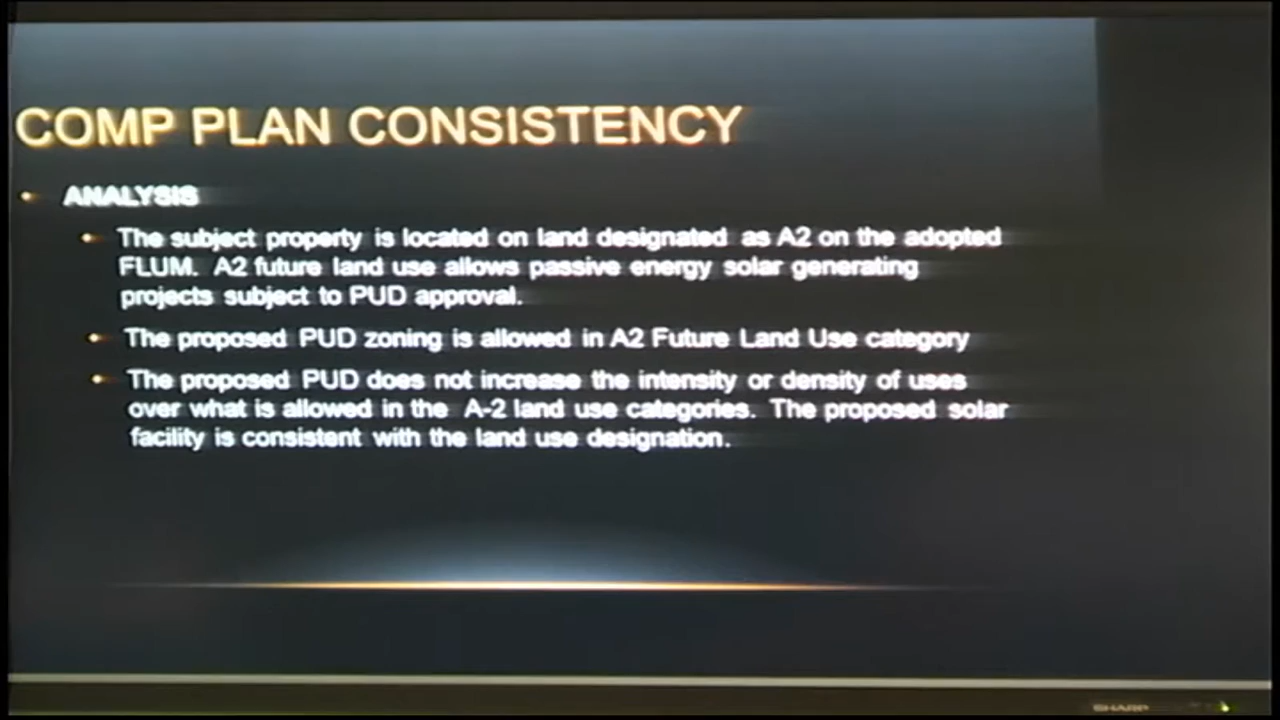 COMP PLAN CONSISTENCY
• ANALYSIS
• The subject property is located on land designated as A2 on the adopted
FLUM. A2 future land use allows passive energy solar generating
projects subject to PUD approval.
• The proposed PUD zoning is allowed in A2 Future Land Use category
• The proposed PUD does not increase the intensity or density of uses
over what is allowed in the A-2 land use categories. The proposed solar
facility is consistent with the land use designation.
SHARP